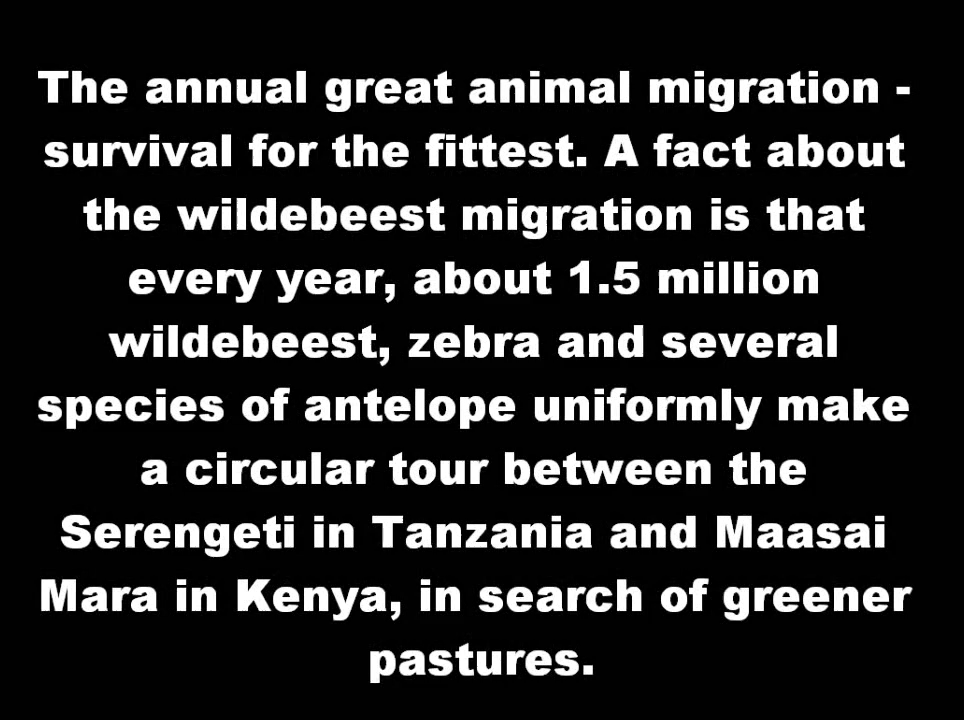 The annual great animal migration -
survival for the fittest. A fact about
the wildebeest migration is that
every year, about 1.5 million
wildebeest, zebra and several
species of antelope uniformly make
a circular tour between the
Serengeti in Tanzania and Maasai
Mara in Kenya, in search of greener
pastures.